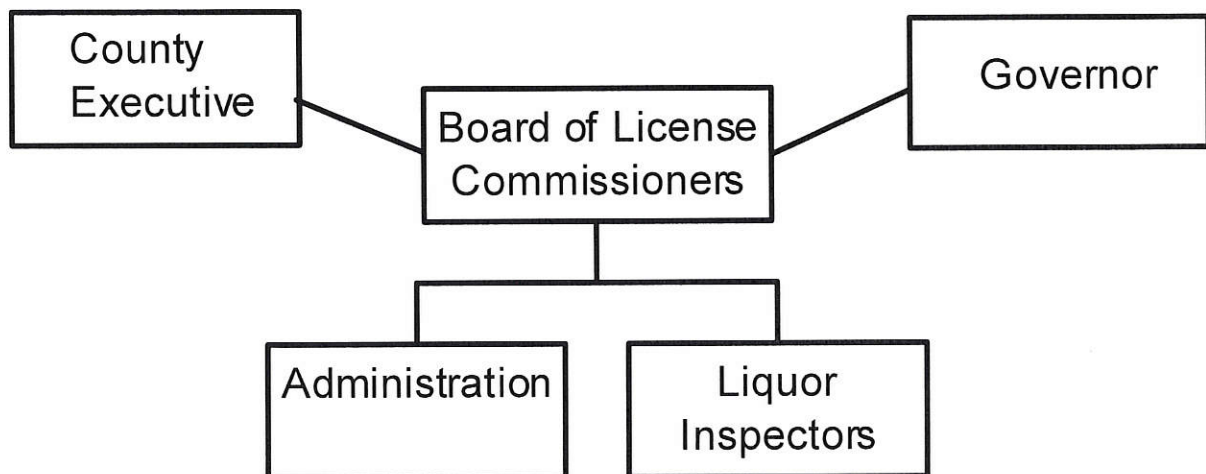 County
Executive
Governor
Board of License
Commissioners
Administration
Liquor
Inspectors